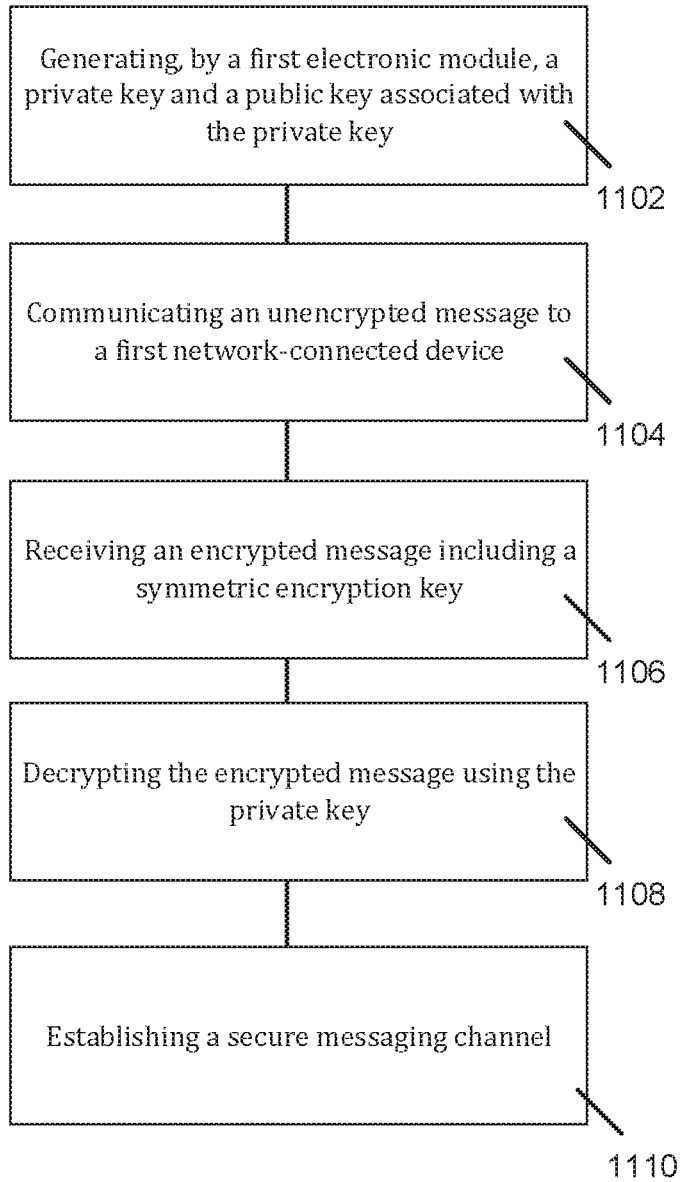 Generating, by a first electronic module, a
private key and a public key associated with
the private key
1102
Communicating an unencrypted message to
a first network-connected device
1104
Receiving an encrypted message including a
symmetric encryption key
1106
Decrypting the encrypted message using the
private key
1108
Establishing a secure messaging channel
1110